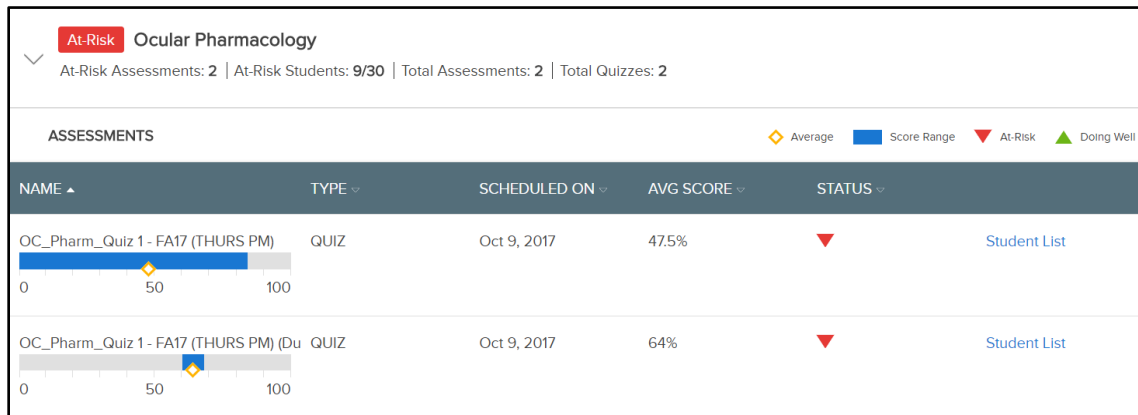 At-Risk Ocular Pharmacology
At-Risk Assessments: 2 | At-Risk Students: 9/30 | Total Assessments: 2 | Total Quizzes: 2
ASSESSMENTS Average Score Range At-Risk Doing Well
NAME TYPE SCHEDULED ON AVG SCORE STATUS
OC_Pharm_Quiz 1 - FA17 (THURS PM) QUIZ Oct 9, 2017 47.5% Student List
0 50 100
OC_Pharm_Quiz 1 - FA17 (THURS PM) (Du QUIZ Oct 9, 2017 64% Student List
0 50 100